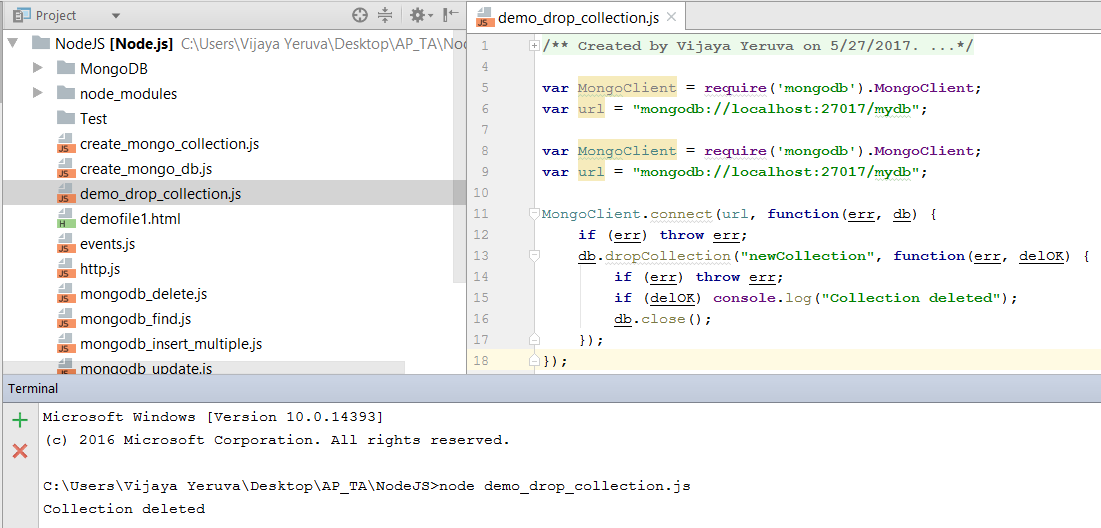 Project
NodeJS [Node.js] C:\Users\Vijaya Yeruva\Desktop\AP_TA\Nod
MongoDB
node_modules
Test
create_mongo_collection.js
create_mongo_db.js
demo_drop_collection.js
demofile1.html
events.js
http.js
mongodb_delete.js
mongodb_find.js
mongodb_insert_multiple.js
mongodb_update.js
demo_drop_collection.js
1 /** Created by Vijaya Yeruva on 5/27/2017. ...*/
4
5 var MongoClient = require('mongodb').MongoClient;
6 var url = "mongodb://localhost:27017/mydb";
7
8 var MongoClient = require('mongodb').MongoClient;
9 var url = "mongodb://localhost:27017/mydb";
10
11 MongoClient.connect(url, function(err, db) {
12 if (err) throw err;
13 db.dropCollection("newCollection", function(err, delOK) {
14 if (err) throw err;
15 if (delOK) console.log("Collection deleted");
16 db.close();
17 });
18 });
Terminal
Microsoft Windows [Version 10.0.14393]
(c) 2016 Microsoft Corporation. All rights reserved.
C:\Users\Vijaya Yeruva\Desktop\AP_TA\NodeJS>node demo_drop_collection.js
Collection deleted